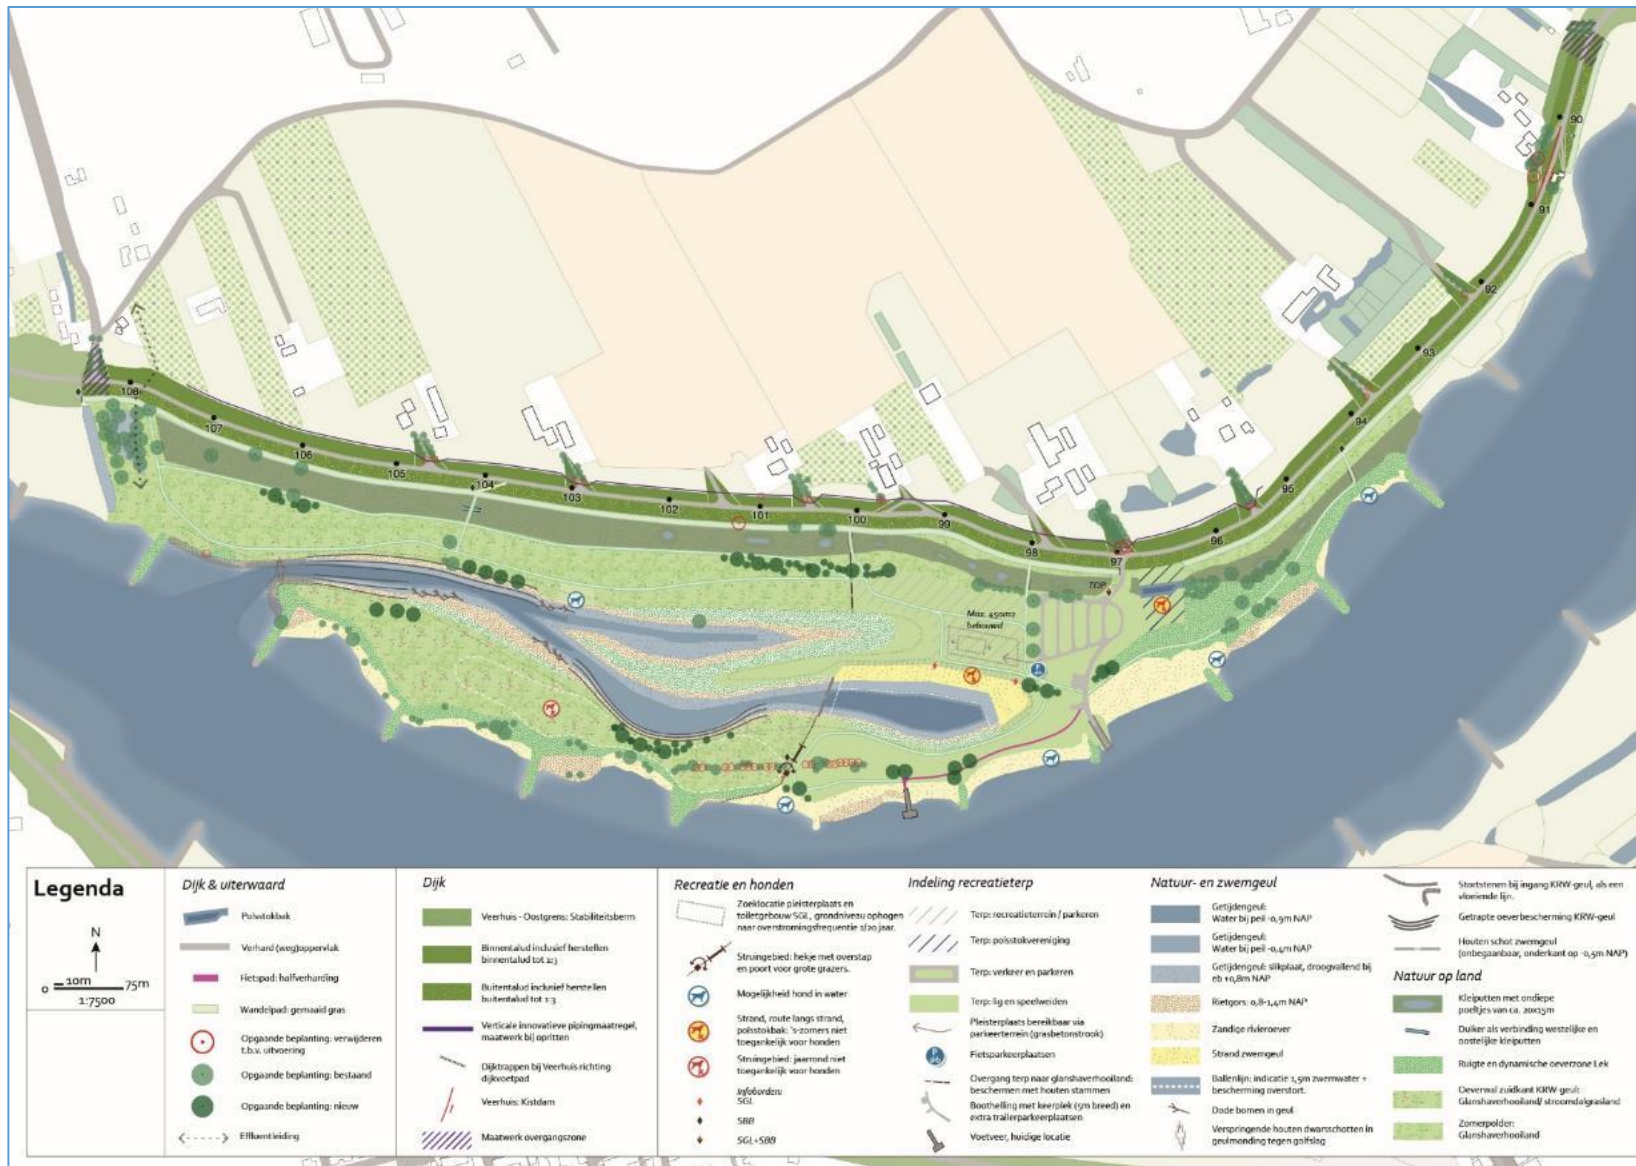 90
91
92
93
94
95
96
97
98
99
100
101
102
103
104
105
106
107
108
TOP
Max. 450m2
bebouwd
Legenda
N
0
10m
75m
1:7500
Dijk & uiterwaard
Polsstokbak
Verhard (weg)oppervlak
Fietspad: halfverharding
Wandelpad: gemaaid gras
Opgaande beplanting: verwijderen
t.b.v. uitvoering
Opgaande beplanting: bestaand
Opgaande beplanting: nieuw
Effluentleiding
Dijk
Veerhuis - Oostgrens: Stabiliteitsberm
Binnentalud inclusief herstellen
binnentalud tot 1:3
Buitentalud inclusief herstellen
buitentalud tot 1:3
Verticale innovatieve pipingmaatregel,
maatwerk bij opritten
Dijktrappen bij Veerhuis richting
dijkvoetpad
Veerhuis: Kistdam
Maatwerk overgangszone
Recreatie en honden
Zoeklocatie pleisterplaats en
toiletgebouw SGL, grondniveau ophogen
naar overstromingsfrequentie 1/20 jaar.
Struingebied: hekje met overstap
en poort voor grote grazers.
Mogelijkheid hond in water
Strand, route langs strand,
polsstokbak: 's-zomers niet
toegankelijk voor honden
Struingebied: jaarrond niet
toegankelijk voor honden
Infoborden:
SGL
SBB
SGL+SBB
Indeling recreatieterp
Terp: recreatieterrein / parkeren
Terp: polsstokvereniging
Terp: verkeer en parkeren
Terp: lig en speelweiden
Pleisterplaats bereikbaar via
parkeerterrein (grasbetonstrook)
Fietsparkeerplaatsen
Overgang terp naar glanshaverhooiland:
beschermen met houten stammen
Boothelling met keerplek (9m breed) en
extra trailerparkeerplaatsen
Voetveer, huidige locatie
Natuur- en zwemgeul
Getijdengeul:
Water bij peil -0,9m NAP
Getijdengeul:
Water bij peil -0,4m NAP
Getijdengeul: slikplaat, droogvallend bij
eb +0,8m NAP
Rietgors: 0,8-1,4m NAP
Zandige rivieroever
Strand zwemgeul
Ballenlijn: indicatie 1,5m zwemwater +
bescherming overstort.
Dode bomen in geul
Verspringende houten dwarsschotten in
geulmonding tegen golfslag
Stortstenen bij ingang KRW-geul, als een
vloeiende lijn.
Getrapte oeverbescherming KRW-geul
Houten schot zwemgeul
(onbegaanbaar, onderkant op -0,5m NAP)
Natuur op land
Kleiputten met ondiepe
poeltjes van ca. 20x15m
Duiker als verbinding westelijke en
oostelijke kleiputten
Ruigte en dynamische oeverzone Lek
Oeverwal zuidkant KRW-geul:
Glanshaverhooiland/ stroomdalgrasland
Zomerpolder:
Glanshaverhooiland